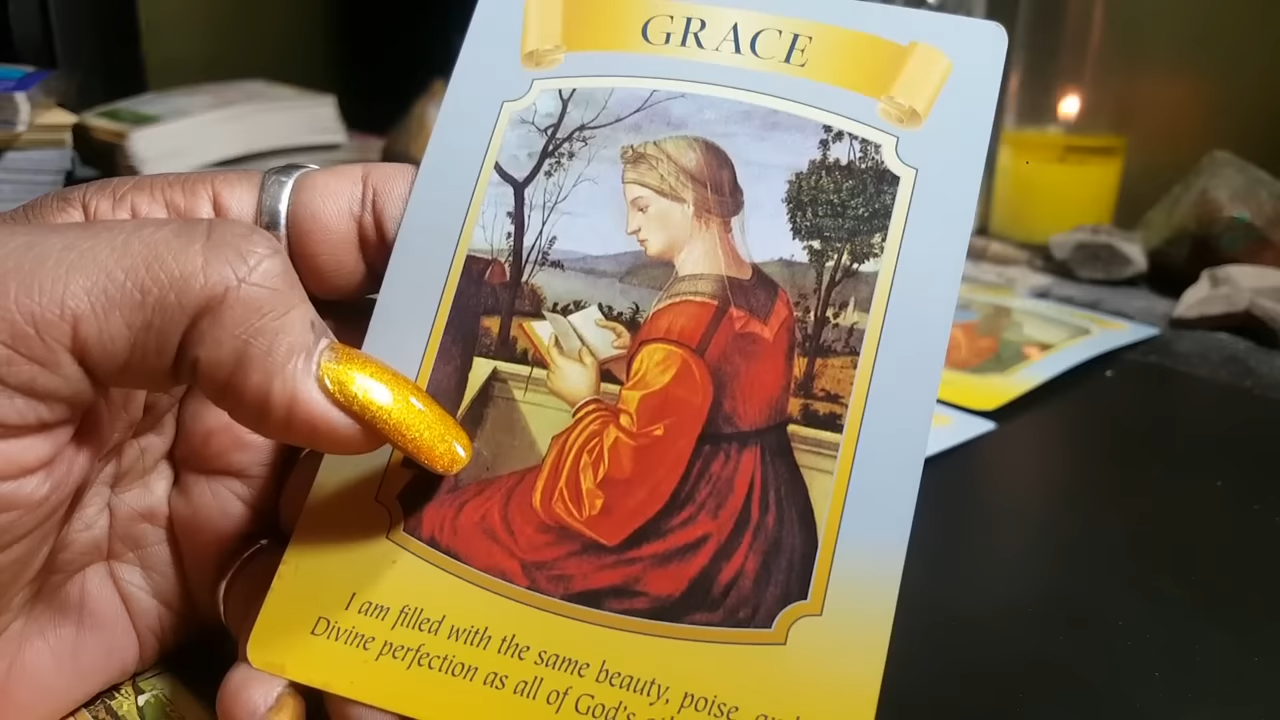 GRACE
I am filled with the same beauty, poise, and
Divine perfection as all of God's